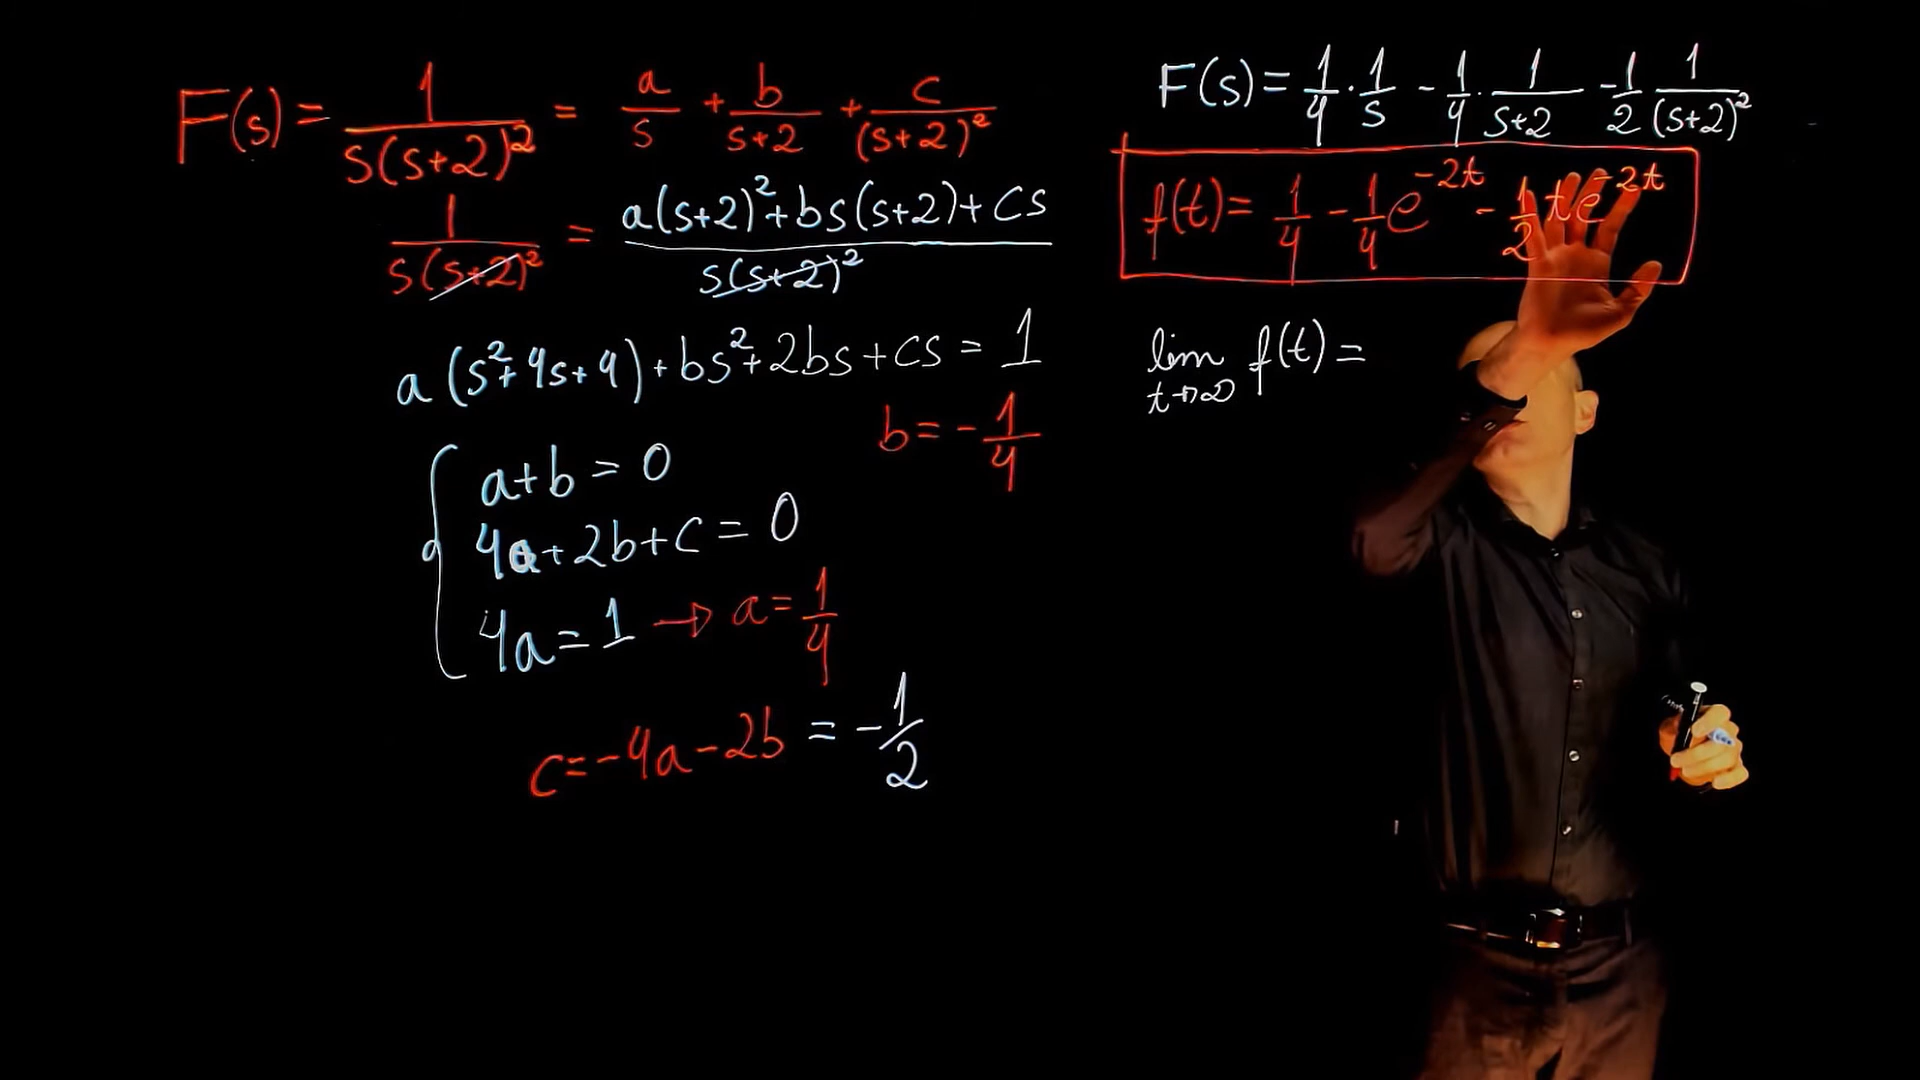 F(s) = 1/(s(s+2)²) = a/s + b/(s+2) + c/(s+2)²
1/(s(s+2)²) = (a(s+2)²+bs(s+2)+cs)/(s(s+2)²)
a(s²+4s+4)+bs²+2bs+cs = 1
b = -1/4
a+b = 0
4a+2b+c = 0
4a = 1 → a = 1/4
c = -4a-2b = -1/2
F(s) = 1/4 · 1/s - 1/4 · 1/(s+2) - 1/2 1/(s+2)²
f(t) = 1/4 - 1/4 e^(-2t) - 1/2 te^(-2t)
lim t→∞ f(t) =